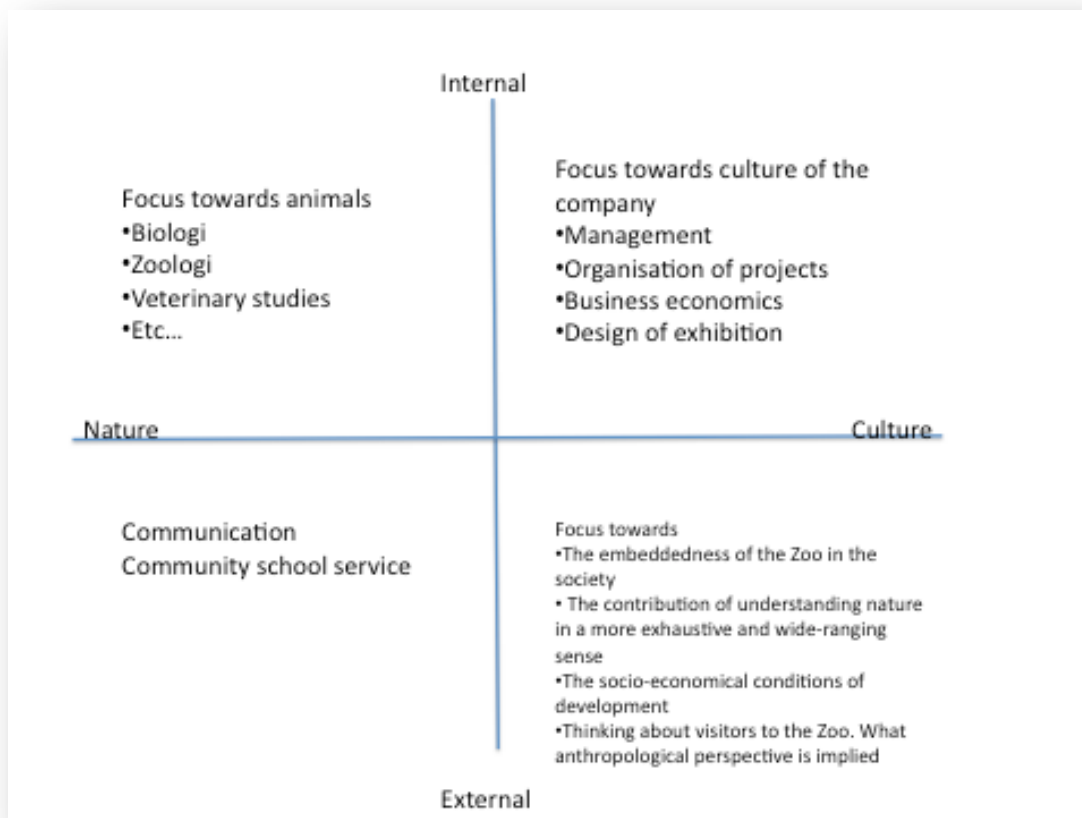 Internal
Focus towards animals
•Biologi
•Zoologi
•Veterinary studies
•Etc...
Focus towards culture of the
company
•Management
•Organisation of projects
•Business economics
•Design of exhibition
Nature
Culture
Communication
Community school service
Focus towards
•The embeddedness of the Zoo in the
society
• The contribution of understanding nature
in a more exhaustive and wide-ranging
sense
•The socio-economical conditions of
development
•Thinking about visitors to the Zoo. What
anthropological perspective is implied
External